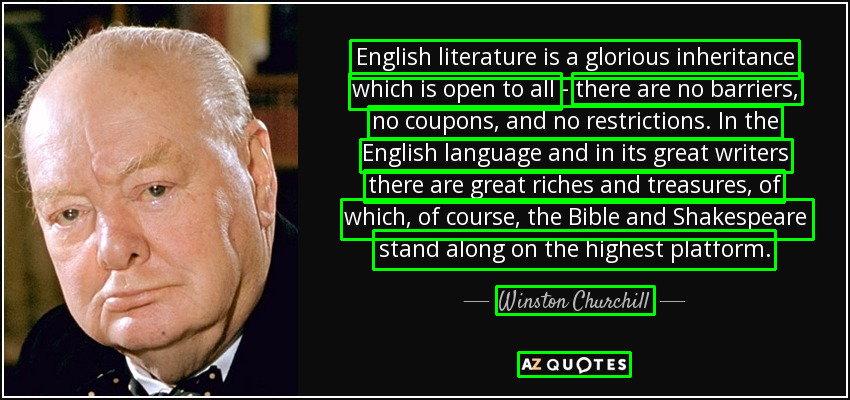 English literature is a glorious inheritance
which is open to all - there are no barriers,
no coupons, and no restrictions. In the
English language and in its great writers
there are great riches and treasures, of
which, of course, the Bible and Shakespeare
stand along on the highest platform.
— Winston Churchill —
AZ QUOTES